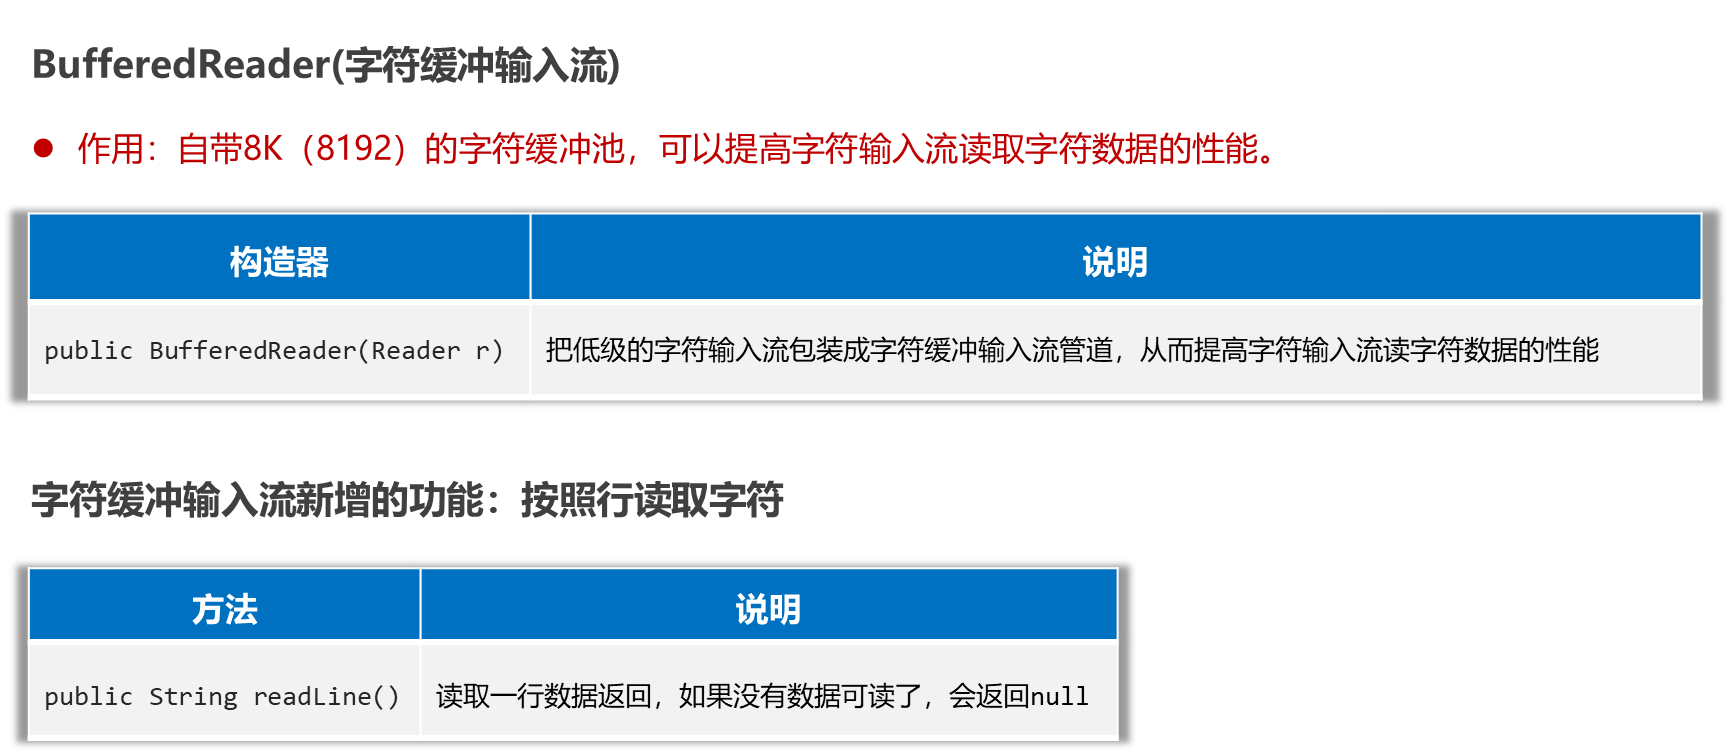 BufferedReader(字符缓冲输入流)
● 作用：自带8K（8192）的字符缓冲池，可以提高字符输入流读取字符数据的性能。
构造器 说明
public BufferedReader(Reader r) 把低级的字符输入流包装成字符缓冲输入流管道，从而提高字符输入流读字符数据的性能
字符缓冲输入流新增的功能：按照行读取字符
方法 说明
public String readLine() 读取一行数据返回，如果没有数据可读了，会返回null